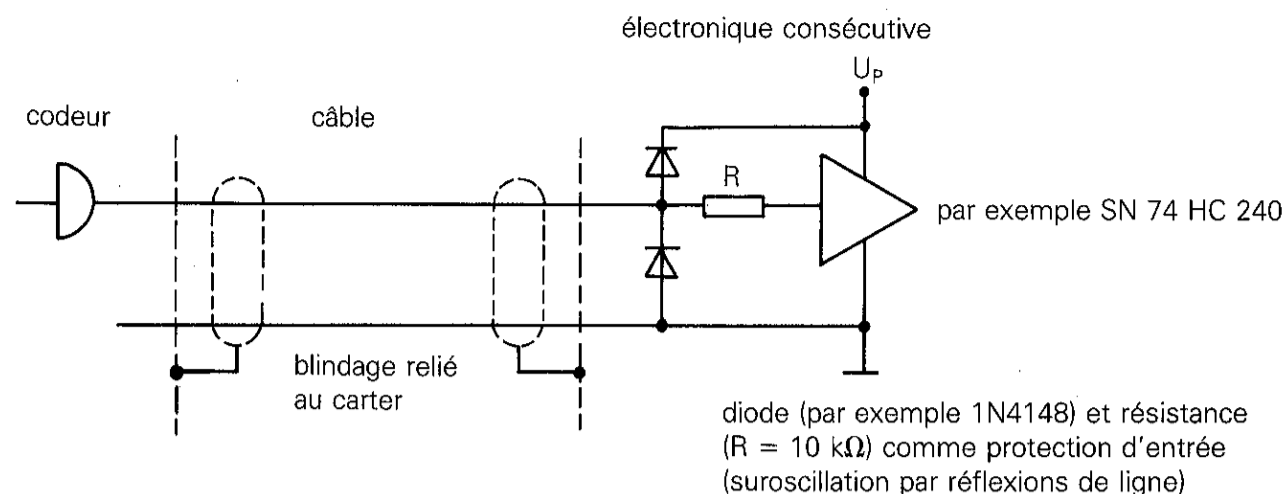 électronique consécutive
U_P
codeur
câble
R
par exemple SN 74 HC 240
blindage relié
au carter
diode (par exemple 1N4148) et résistance
(R = 10 kΩ) comme protection d'entrée
(suroscillation par réflexions de ligne)